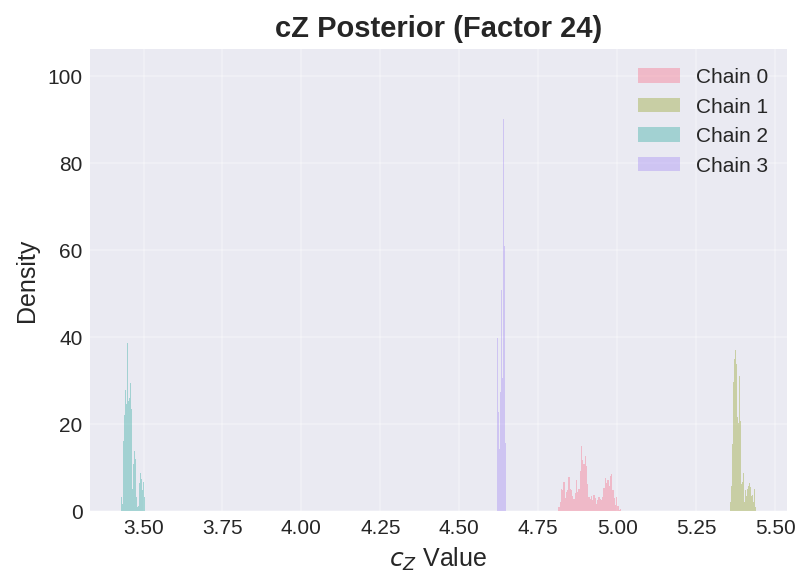 cZ Posterior (Factor 24)
Chain 0
Chain 1
Chain 2
Chain 3
100
80
60
40
20
0
Density
3.50 3.75 4.00 4.25 4.50 4.75 5.00 5.25 5.50
c_Z Value